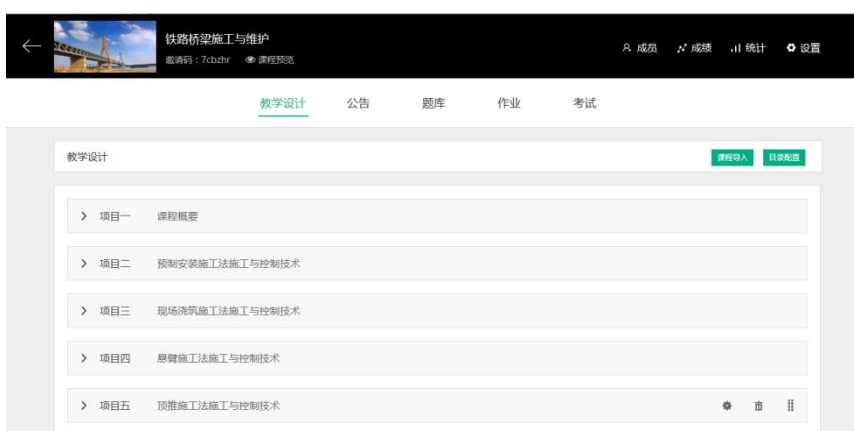 铁路桥梁施工与维护
邀请码：7cbzhr 课程预览
成员 成绩 统计 设置
教学设计 公告 题库 作业 考试
教学设计 课程导入 目录配置
项目一 课程概要
项目二 预制安装施工法施工与控制技术
项目三 现场浇筑施工法施工与控制技术
项目四 悬臂施工法施工与控制技术
项目五 顶推施工法施工与控制技术